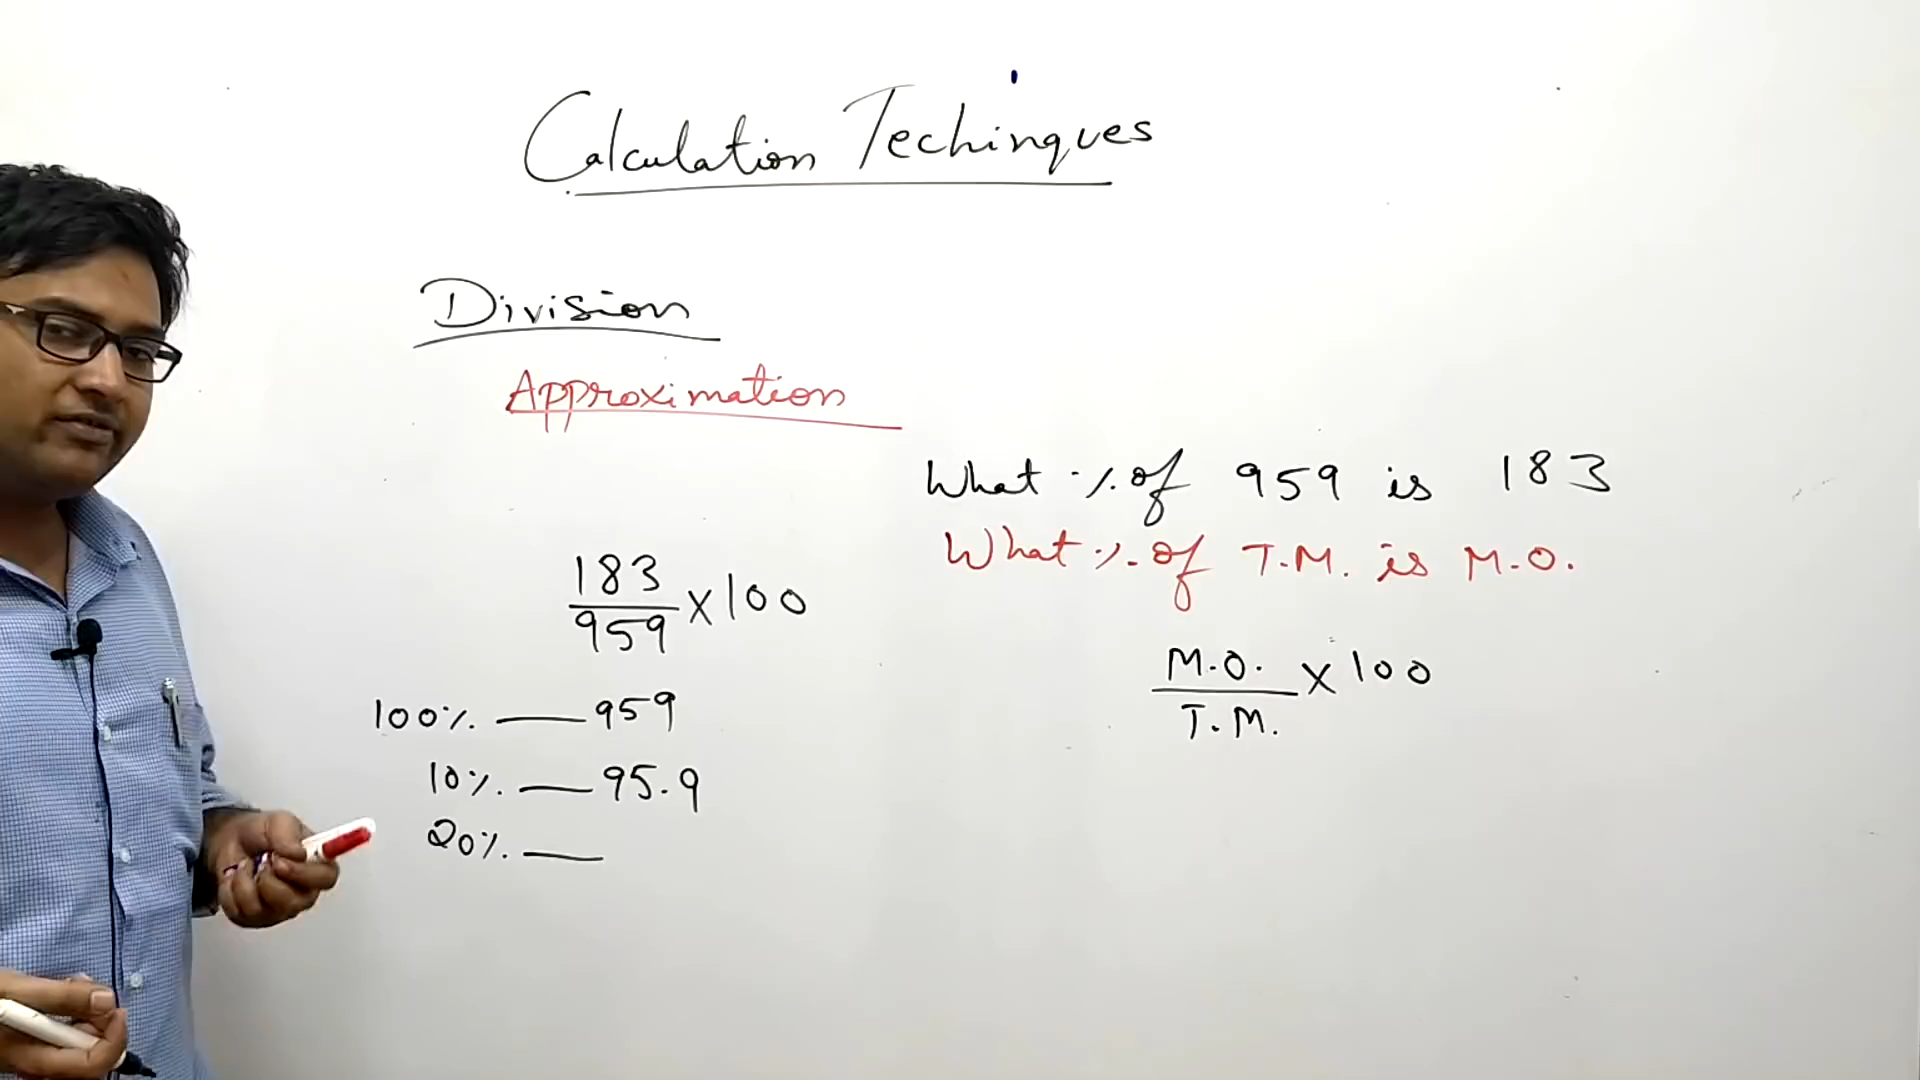 Calculation Techinques
Division
Approximation
What % of 959 is 183
What % of T.M. is M.O.
183/959 x 100
M.O./T.M. x 100
100% — 959
10% — 95.9
20% —